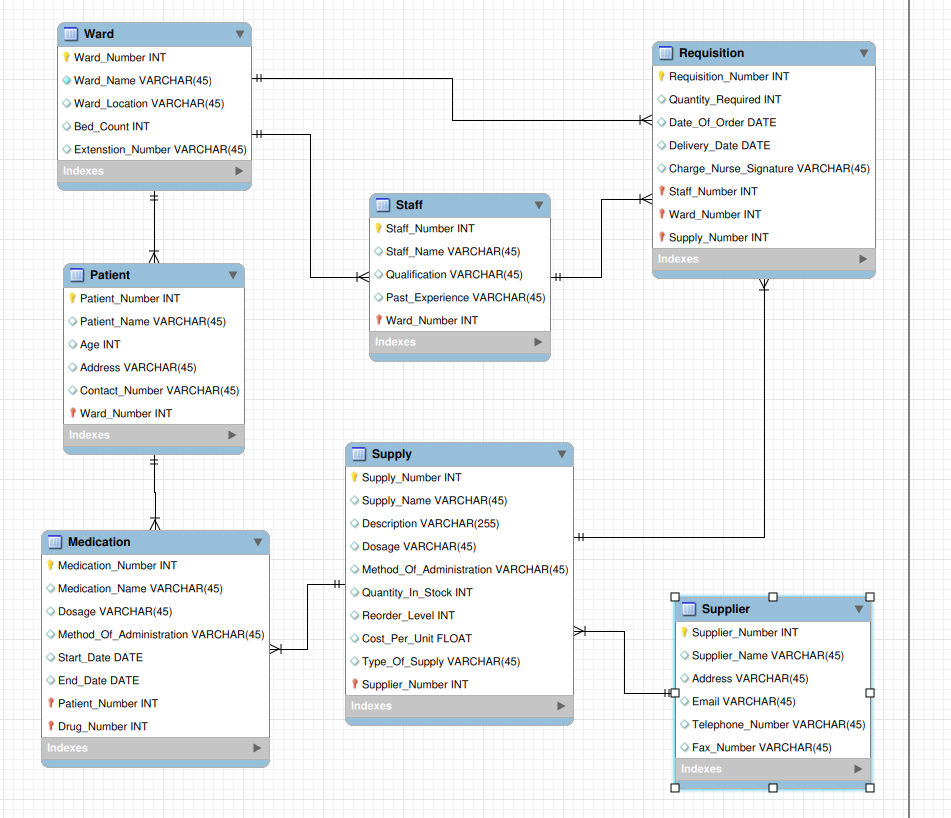 Ward
Ward_Number INT
Ward_Name VARCHAR(45)
Ward_Location VARCHAR(45)
Bed_Count INT
Extenstion_Number VARCHAR(45)
Indexes
Requisition
Requisition_Number INT
Quantity_Required INT
Date_Of_Order DATE
Delivery_Date DATE
Charge_Nurse_Signature VARCHAR(45)
Staff_Number INT
Ward_Number INT
Supply_Number INT
Indexes
Staff
Staff_Number INT
Staff_Name VARCHAR(45)
Qualification VARCHAR(45)
Past_Experience VARCHAR(45)
Ward_Number INT
Indexes
Patient
Patient_Number INT
Patient_Name VARCHAR(45)
Age INT
Address VARCHAR(45)
Contact_Number VARCHAR(45)
Ward_Number INT
Indexes
Supply
Supply_Number INT
Supply_Name VARCHAR(45)
Description VARCHAR(255)
Dosage VARCHAR(45)
Method_Of_Administration VARCHAR(45)
Quantity_In_Stock INT
Reorder_Level INT
Cost_Per_Unit FLOAT
Type_Of_Supply VARCHAR(45)
Supplier_Number INT
Indexes
Medication
Medication_Number INT
Medication_Name VARCHAR(45)
Dosage VARCHAR(45)
Method_Of_Administration VARCHAR(45)
Start_Date DATE
End_Date DATE
Patient_Number INT
Drug_Number INT
Indexes
Supplier
Supplier_Number INT
Supplier_Name VARCHAR(45)
Address VARCHAR(45)
Email VARCHAR(45)
Telephone_Number VARCHAR(45)
Fax_Number VARCHAR(45)
Indexes